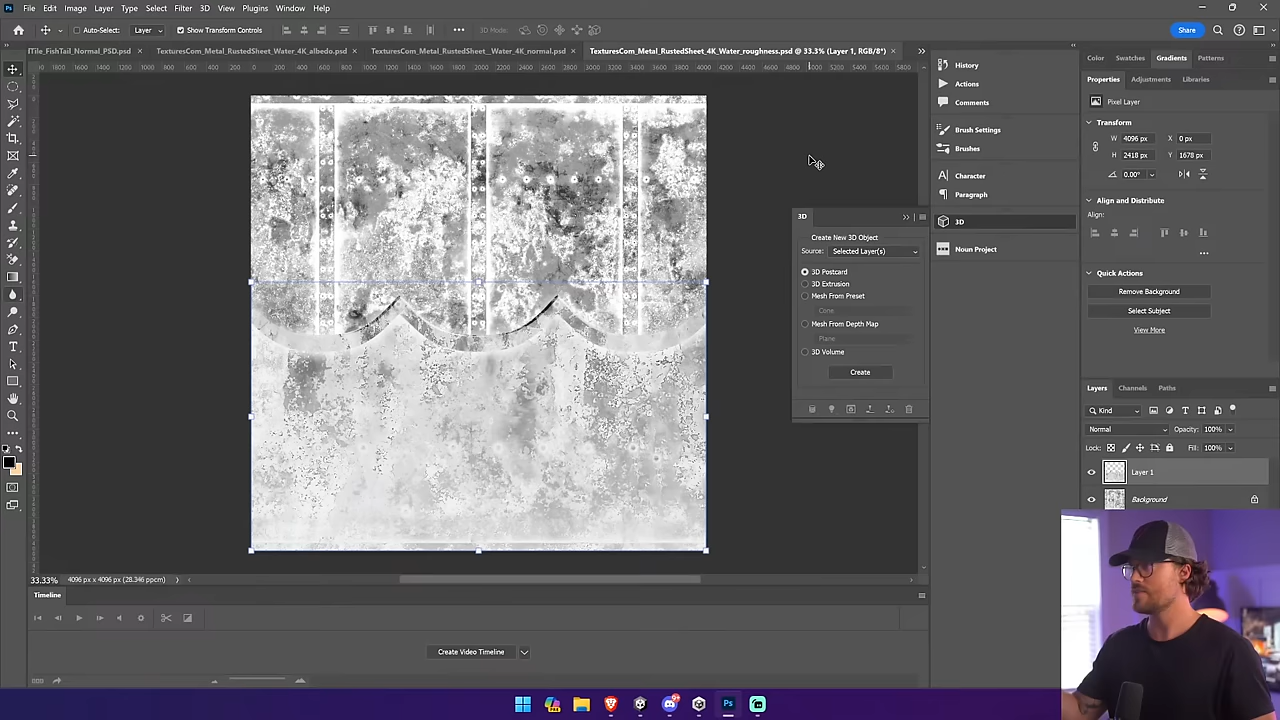 Ps File Edit Image Layer Type Select Filter 3D View Plugins Window Help
Auto-Select: Layer Show Transform Controls 3D Mode: Share
Tile_FishTail_Normal_PSD.psd TexturesCom_Metal_RustedSheet_Water_4K_albedo.psd TexturesCom_Metal_RustedSheet__Water_4K_normal.psd TexturesCom_Metal_RustedSheet_4K_Water_roughness.psd @ 33.3% (Layer 1, RGB/8*)
History
Actions
Comments
Brush Settings
Brushes
Character
Paragraph
3D
Noun Project
Color Gradients Patterns
Properties Adjustments Libraries
Pixel Layer
Transform
W 4096 px X 0 px
H 2418 px Y 1678 px
0.00°
Align and Distribute
Align:
Quick Actions
Remove Background
Select Subject
View More
3D
Create New 3D Object
Source: Selected Layer(s)
3D Postcard
3D Extrusion
Mesh From Preset
Cone
Mesh From Depth Map
Plane
3D Volume
Create
Layers Channels Paths
Kind
Normal Opacity: 100%
Lock: Fill: 100%
Layer 1
Background
33.33% 4096 px x 4096 px (28.346 ppcm)
Timeline
Create Video Timeline